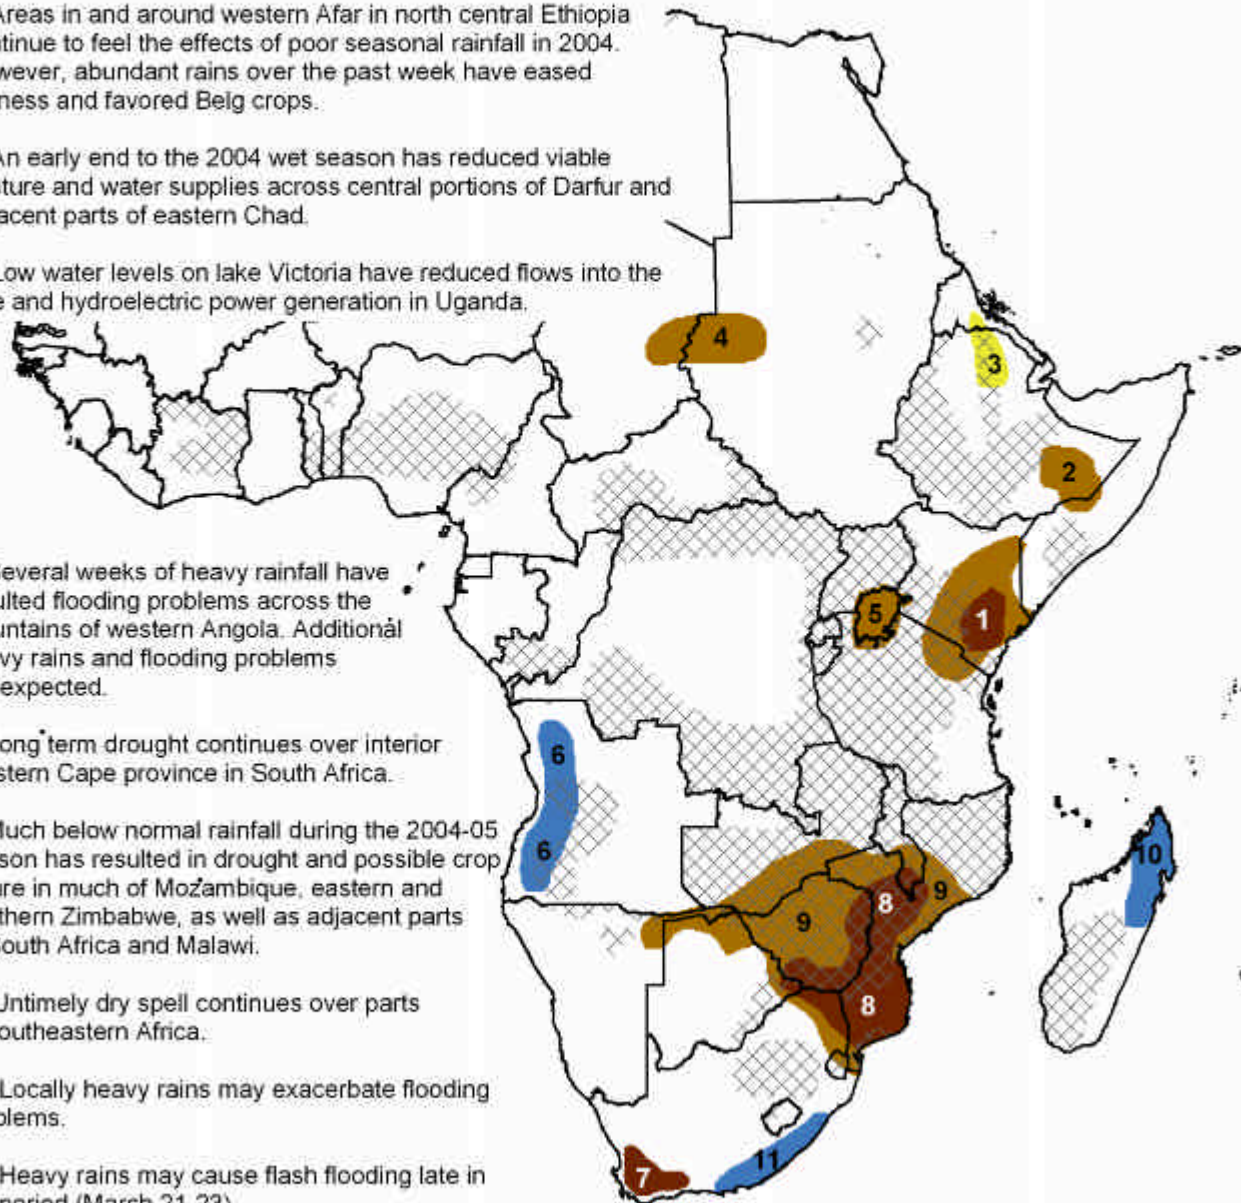 Areas in and around western Afar in north central Ethiopia
tinue to feel the effects of poor seasonal rainfall in 2004.
wever, abundant rains over the past week have eased
ness and favored Belg crops.
An early end to the 2004 wet season has reduced viable
ture and water supplies across central portions of Darfur and
acent parts of eastern Chad.
Low water levels on lake Victoria have reduced flows into the
e and hydroelectric power generation in Uganda.
Several weeks of heavy rainfall have
ulted flooding problems across the
untains of western Angola. Additional
vy rains and flooding problems
expected.
ong term drought continues over interior
stern Cape province in South Africa.
Much below normal rainfall during the 2004-05
son has resulted in drought and possible crop
ure in much of Mozambique, eastern and
thern Zimbabwe, as well as adjacent parts
South Africa and Malawi.
Untimely dry spell continues over parts
outheastern Africa.
Locally heavy rains may exacerbate flooding
blems.
Heavy rains may cause flash flooding late in
period (March 21-23)
4
3
2
5
1
6
6
10
8
9
9
8
7
11